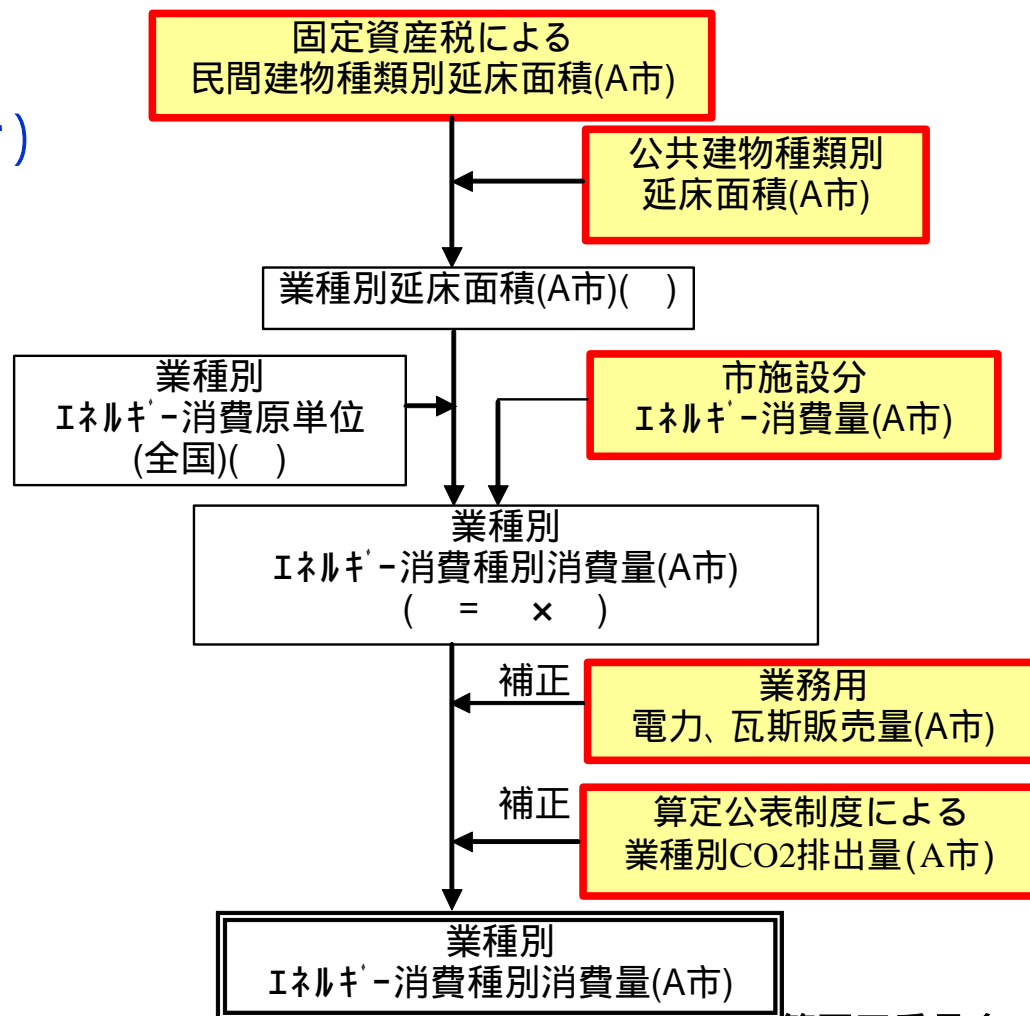 固定資産税による
民間建物種類別延床面積(A市)
)
公共建物種類別
延床面積(A市)
業種別延床面積(A市)(　)
業種別
ｴﾈﾙｷﾞｰ消費原単位
(全国)(　)
市施設分
ｴﾈﾙｷﾞｰ消費量(A市)
業種別
ｴﾈﾙｷﾞｰ消費種別消費量(A市)
(　=　×　)
補正
業務用
電力、瓦斯販売量(A市)
補正
算定公表制度による
業種別CO2排出量(A市)
業種別
ｴﾈﾙｷﾞｰ消費種別消費量(A市)